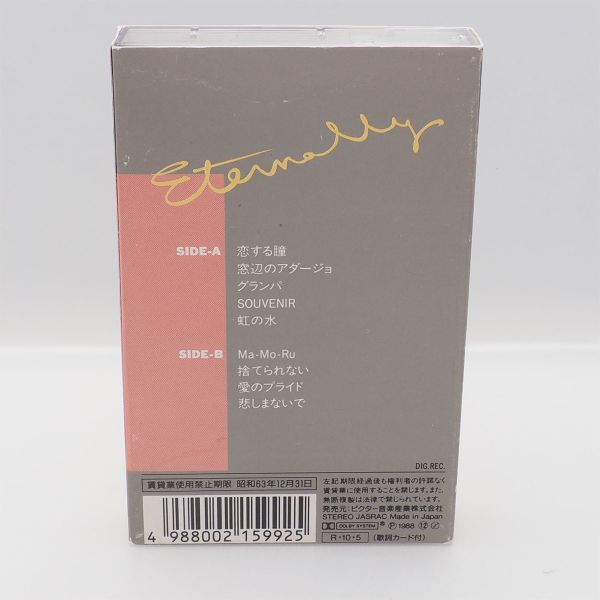 Eternally
SIDE-A 恋する瞳
窓辺のアダージョ
グランパ
SOUVENIR
虹の水
SIDE-B Ma-Mo-Ru
捨てられない
愛のプライド
悲しまないで
DIG.REC.
賃貸業使用禁止期限 昭和63年12月31日
左記期限経過後も権利者の許諾なく
賃貸業に使用することを禁じます。また、
無断複製は法律で禁じられています。
発売元:ビクター音楽産業株式会社
STEREO JASRAC Made in Japan
DOLBY SYSTEM ® Ⓟ 1988 ⑫
R・10・5 (歌詞カード付)
4 988002 159925